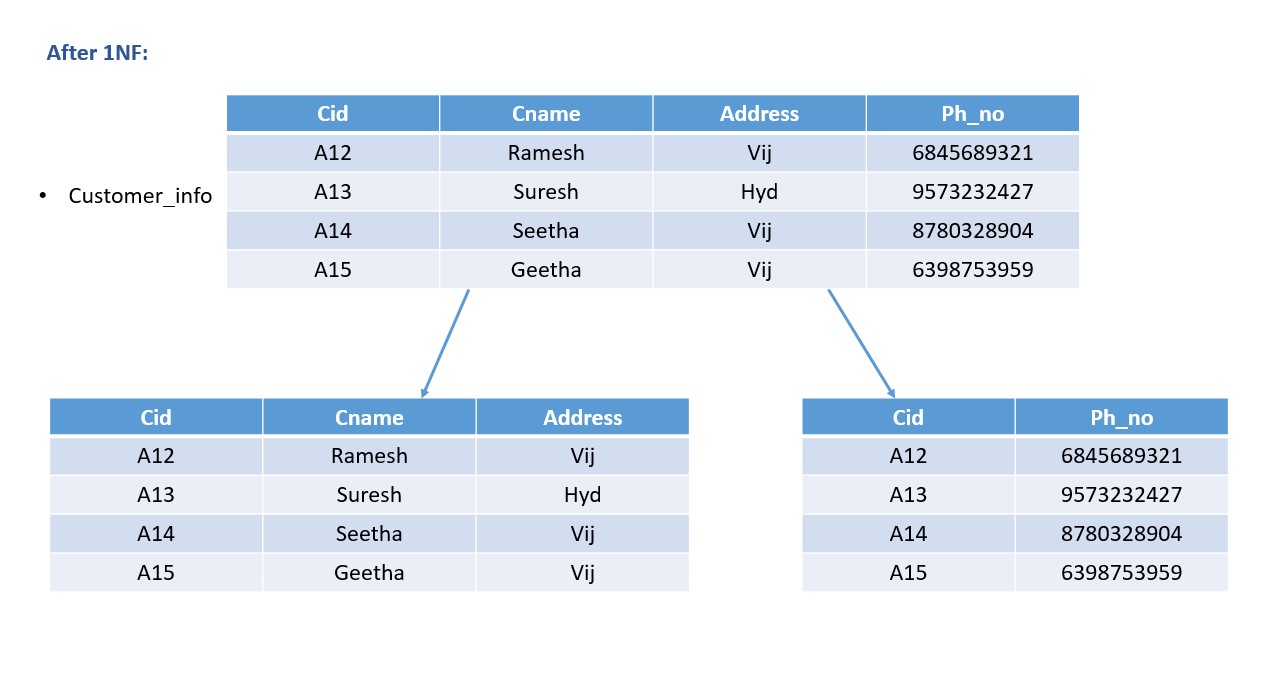 After 1NF:
Cid Cname Address Ph_no
A12 Ramesh Vij 6845689321
• Customer_info
A13 Suresh Hyd 9573232427
A14 Seetha Vij 8780328904
A15 Geetha Vij 6398753959
Cid Cname Address
A12 Ramesh Vij
A13 Suresh Hyd
A14 Seetha Vij
A15 Geetha Vij
Cid Ph_no
A12 6845689321
A13 9573232427
A14 8780328904
A15 6398753959